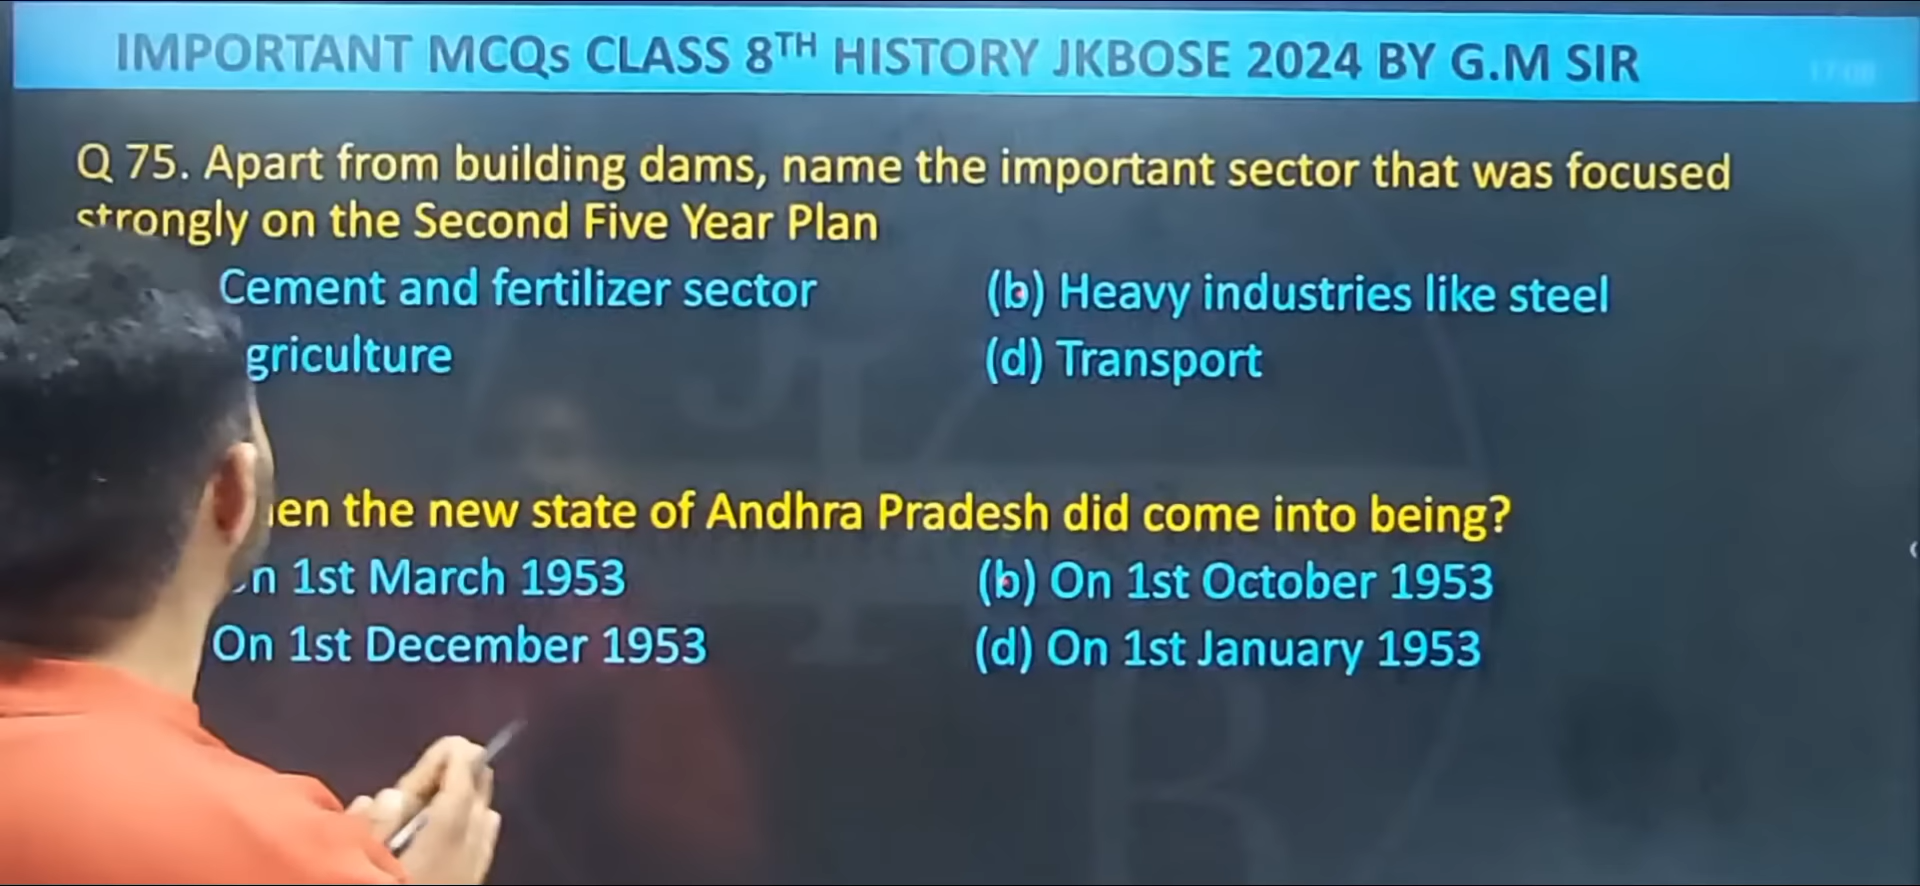 IMPORTANT MCQs CLASS 8TH HISTORY JKBOSE 2024 BY G.M SIR
Q 75. Apart from building dams, name the important sector that was focused
strongly on the Second Five Year Plan
Cement and fertilizer sector (b) Heavy industries like steel
griculture (d) Transport
en the new state of Andhra Pradesh did come into being?
n 1st March 1953 (b) On 1st October 1953
On 1st December 1953 (d) On 1st January 1953